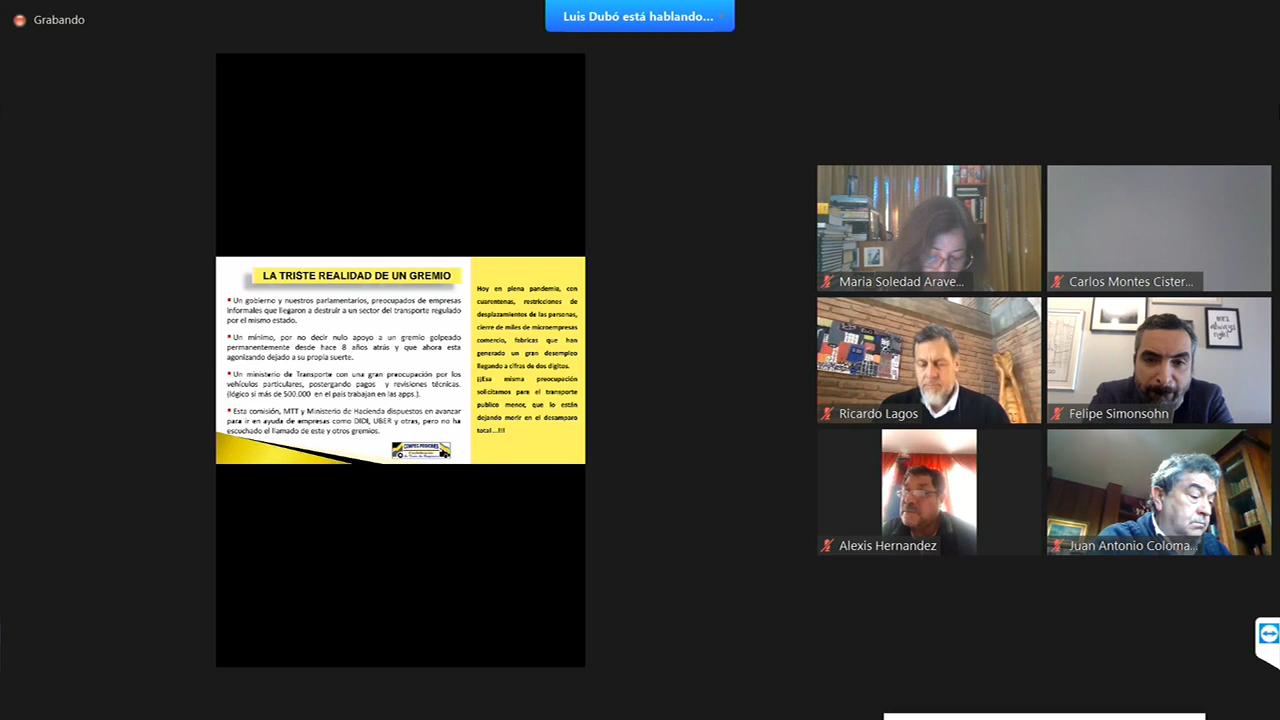 Grabando
Luis Dubó está hablando...
LA TRISTE REALIDAD DE UN GREMIO
▪Un gobierno y nuestros parlamentarios, preocupados de empresas
informales que llegaron a destruir a un sector del transporte regulado
por el mismo estado.
▪Un mínimo, por no decir nulo apoyo a un gremio golpeado
permanentemente desde hace 8 años atrás y que ahora esta
agonizando dejado a su propia suerte.
▪Un ministerio de Transporte con una gran preocupación por los
vehículos particulares, postergando pagos y revisiones técnicas.
(lógico si más de 500.000 en el país trabajan en las apps.).
▪Esta comisión, MTT y Ministerio de Hacienda dispuestos en avanzar
para ir en ayuda de empresas como DIDI, UBER y otras, pero no ha
escuchado el llamado de este y otros gremios.
Hoy en plena pandemia, con
cuarentenas, restricciones de
desplazamientos de las personas,
cierre de miles de microempresas
comercio, fabricas que han
generado un gran desempleo
llegando a cifras de dos dígitos.
¡¡Esa misma preocupación
solicitamos para el transporte
publico menor, que lo están
dejando morir en el desamparo
total...!!!
Maria Soledad Arave...
Carlos Montes Cister...
Ricardo Lagos
Felipe Simonsohn
Alexis Hernandez
Juan Antonio Coloma...